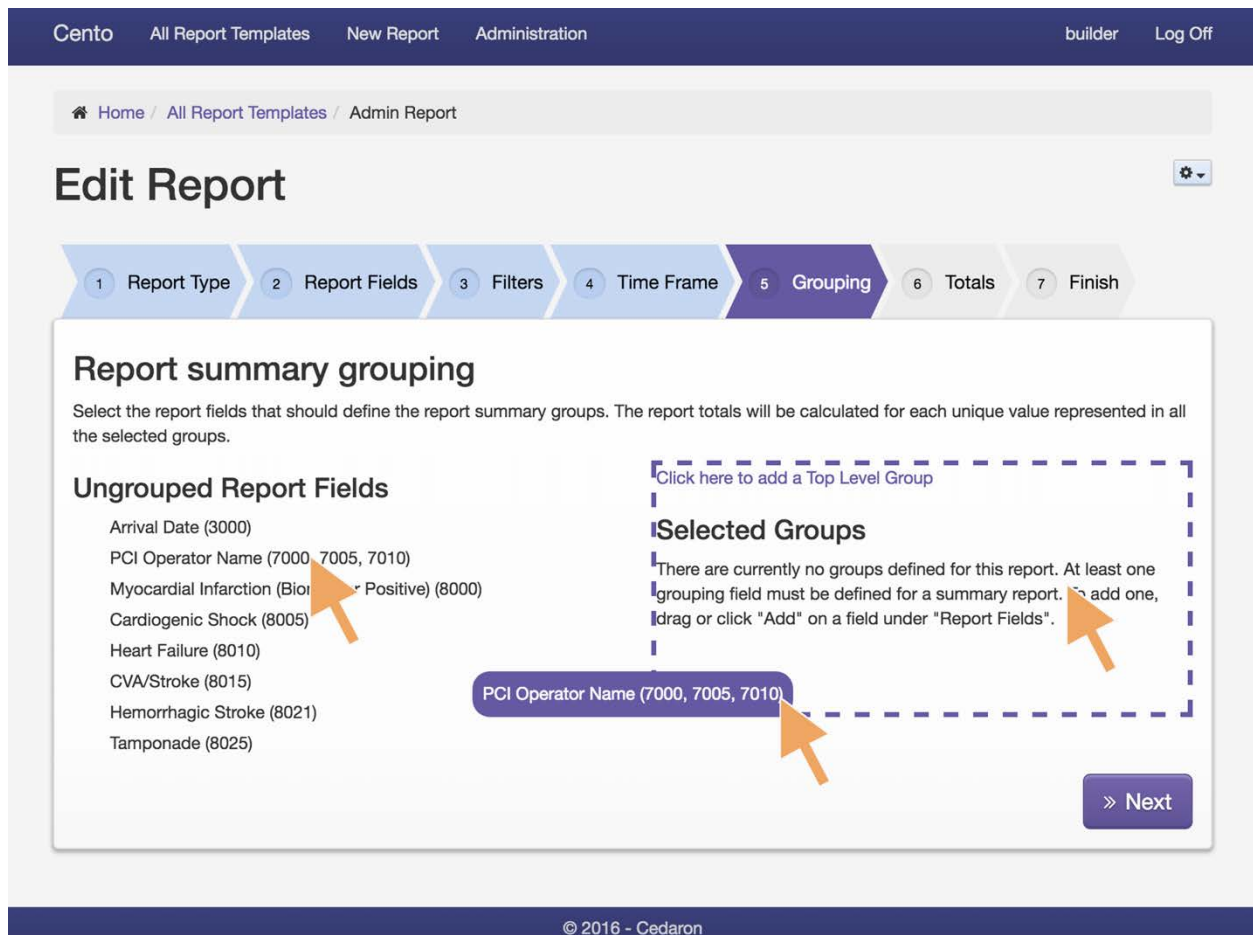 Cento All Report Templates New Report Administration builder Log Off
Home / All Report Templates / Admin Report
Edit Report
1 Report Type 2 Report Fields 3 Filters 4 Time Frame 5 Grouping 6 Totals 7 Finish
Report summary grouping
Select the report fields that should define the report summary groups. The report totals will be calculated for each unique value represented in all
the selected groups.
Ungrouped Report Fields
Arrival Date (3000)
PCI Operator Name (7000, 7005, 7010)
Myocardial Infarction Positive) (8000)
Cardiogenic Shock (8005)
Heart Failure (8010)
CVA/Stroke (8015)
Hemorrhagic Stroke (8021)
Tamponade (8025)
Click here to add a Top Level Group
Selected Groups
There are currently no groups defined for this report. At least one
grouping field must be defined for a summary report. To add one,
drag or click "Add" on a field under "Report Fields".
PCI Operator Name (7000, 7005, 7010)
» Next
© 2016 - Cedaron